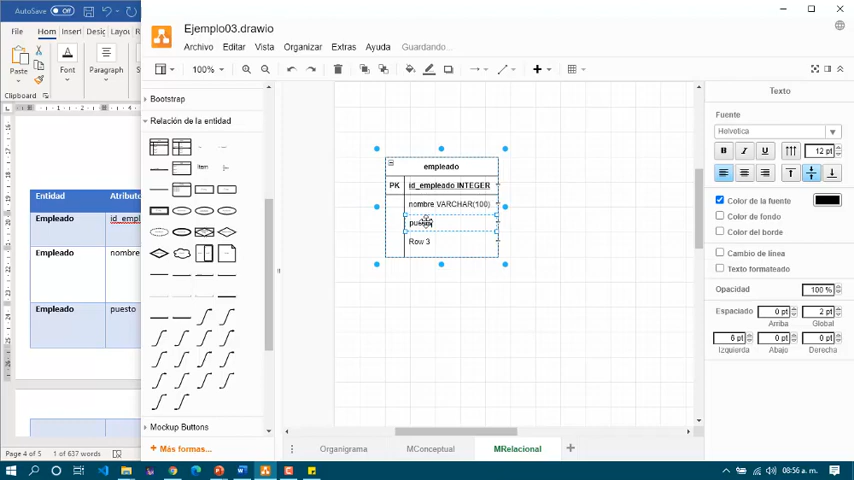 AutoSave Off
File
Hom
Insert
Desig
Layou
Paste
Font
Paragraph
Clipboard
Entidad
Atributo
Empleado
id_empl
Empleado
nombre
Empleado
puesto
Page 4 of 5
1 of 637 words
Ejemplo03.drawio
Archivo Editar Vista Organizar Extras Ayuda Guardando...
100%
Bootstrap
Relación de la entidad
Item
Mockup Buttons
+ Más formas...
empleado
PK
id_empleado INTEGER
nombre VARCHAR(100)
puesto
Row 3
Organigrama
MConceptual
MRelacional
Texto
Fuente
Helvetica
B I U
12 pt
T
Color de la fuente
Color de fondo
Color del borde
Cambio de línea
Texto formateado
Opacidad
100 %
Espaciado
0 pt
2 pt
Arriba
Global
6 pt
0 pt
0 pt
Izquierda
Abajo
Derecha
08:56 a. m.